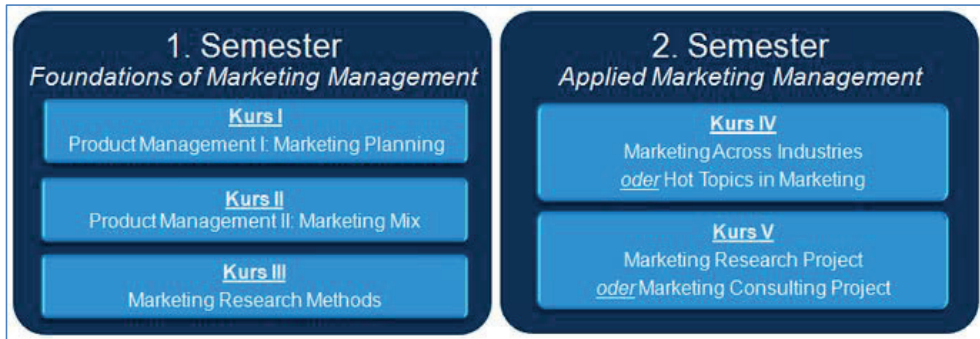 1. Semester
Foundations of Marketing Management
Kurs I
Product Management I: Marketing Planning
Kurs II
Product Management II: Marketing Mix
Kurs III
Marketing Research Methods
2. Semester
Applied Marketing Management
Kurs IV
Marketing Across Industries
oder Hot Topics in Marketing
Kurs V
Marketing Research Project
oder Marketing Consulting Project